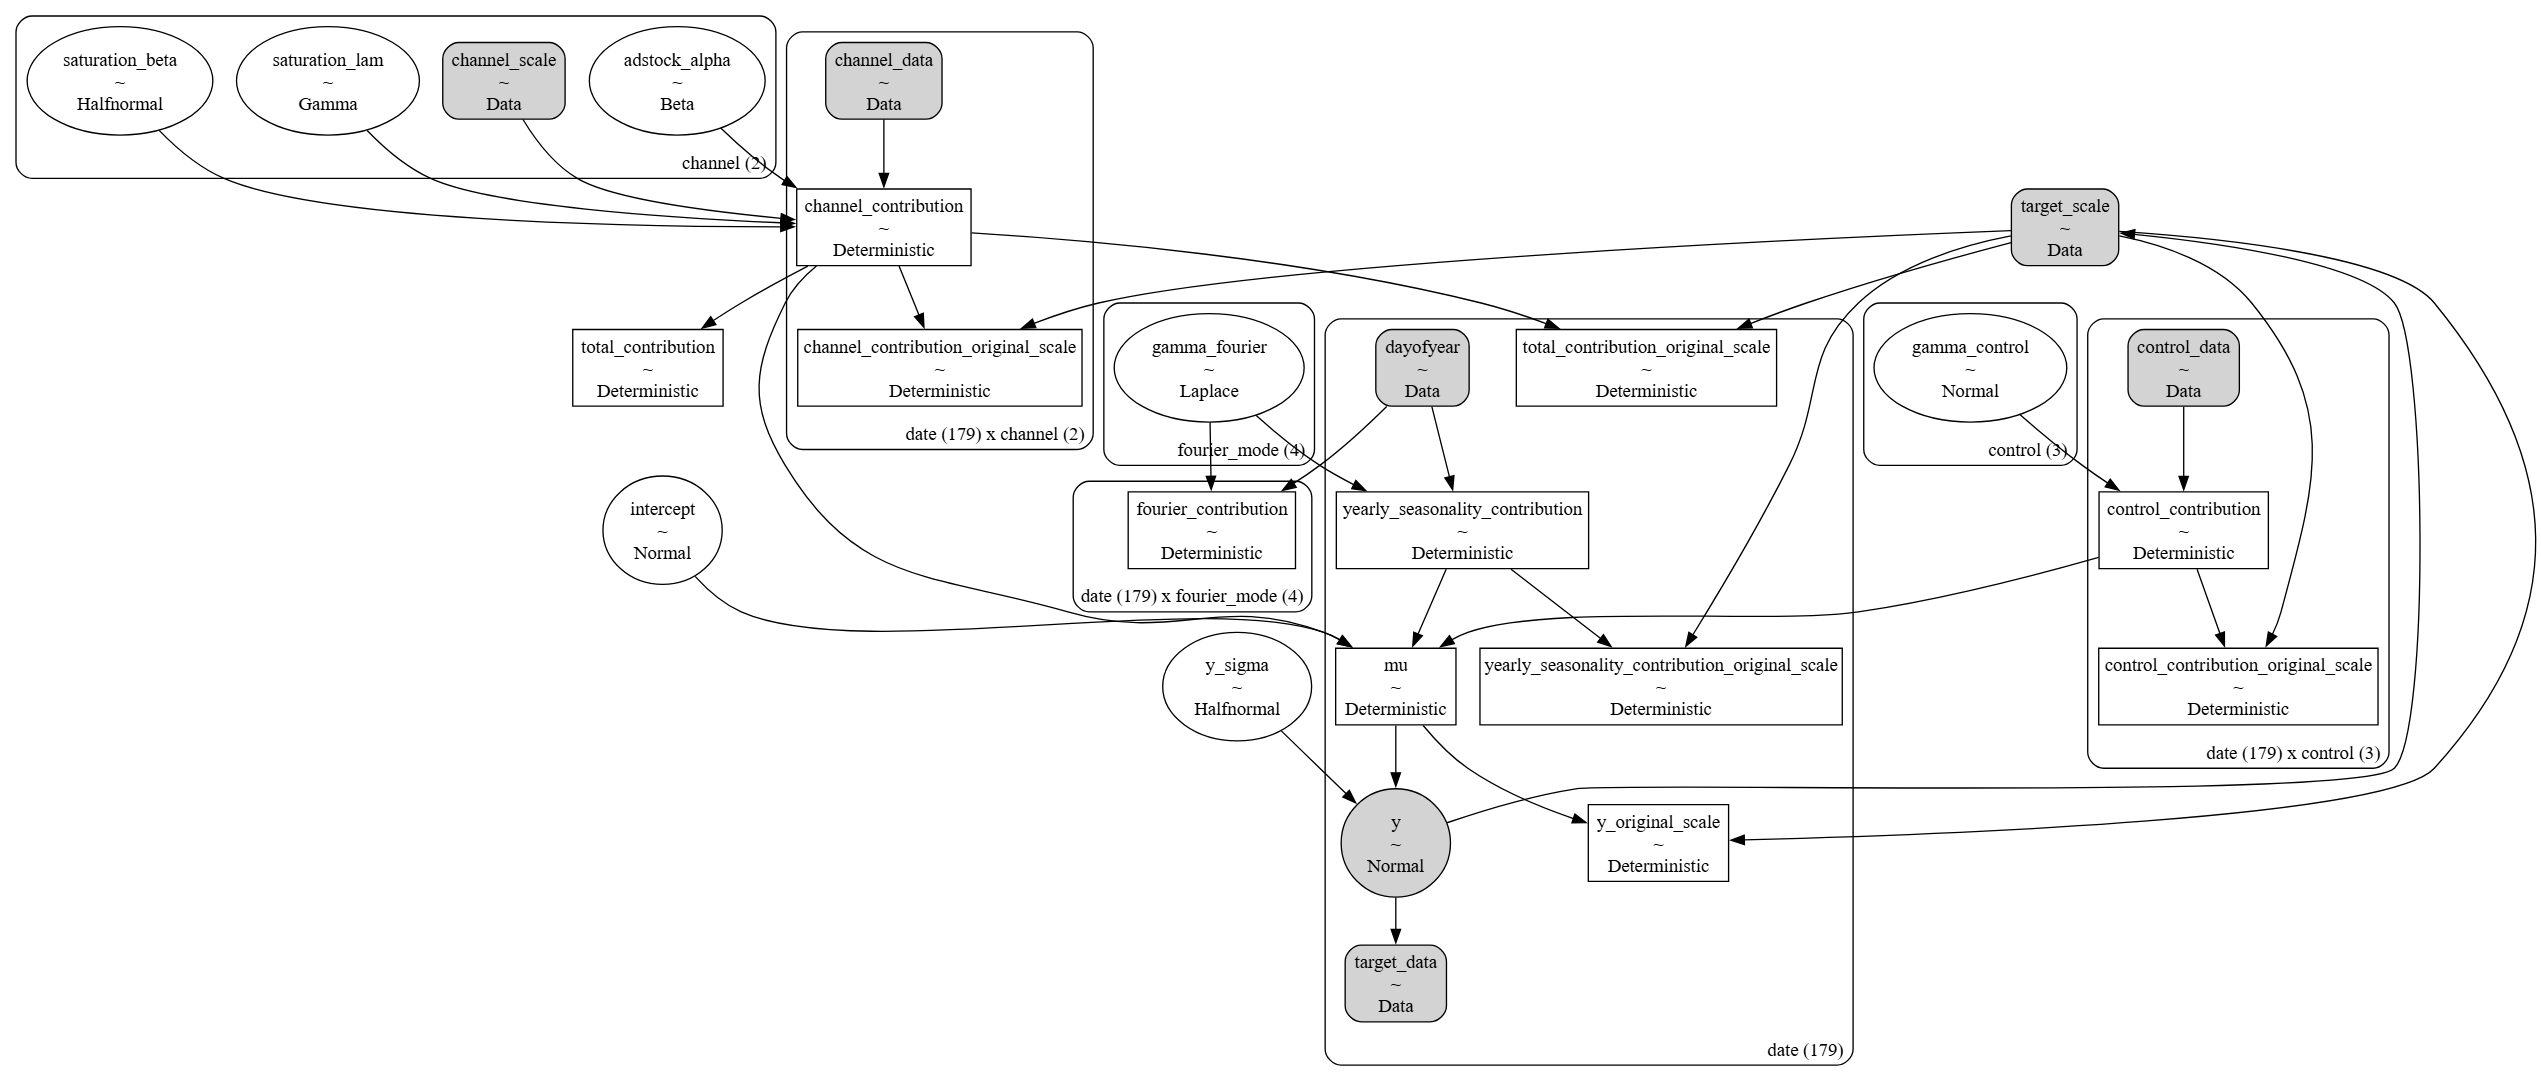 saturation_beta
~
Halfnormal
saturation_lam
~
Gamma
channel_scale
~
Data
adstock_alpha
~
Beta
channel (2)
channel_data
~
Data
channel_contribution
~
Deterministic
target_scale
~
Data
total_contribution
~
Deterministic
channel_contribution_original_scale
~
Deterministic
date (179) x channel (2)
gamma_fourier
~
Laplace
fourier_mode (4)
dayofyear
~
Data
total_contribution_original_scale
~
Deterministic
gamma_control
~
Normal
control (3)
control_data
~
Data
intercept
~
Normal
fourier_contribution
~
Deterministic
date (179) x fourier_mode (4)
yearly_seasonality_contribution
~
Deterministic
control_contribution
~
Deterministic
y_sigma
~
Halfnormal
mu
~
Deterministic
yearly_seasonality_contribution_original_scale
~
Deterministic
control_contribution_original_scale
~
Deterministic
date (179) x control (3)
y
~
Normal
y_original_scale
~
Deterministic
target_data
~
Data
date (179)